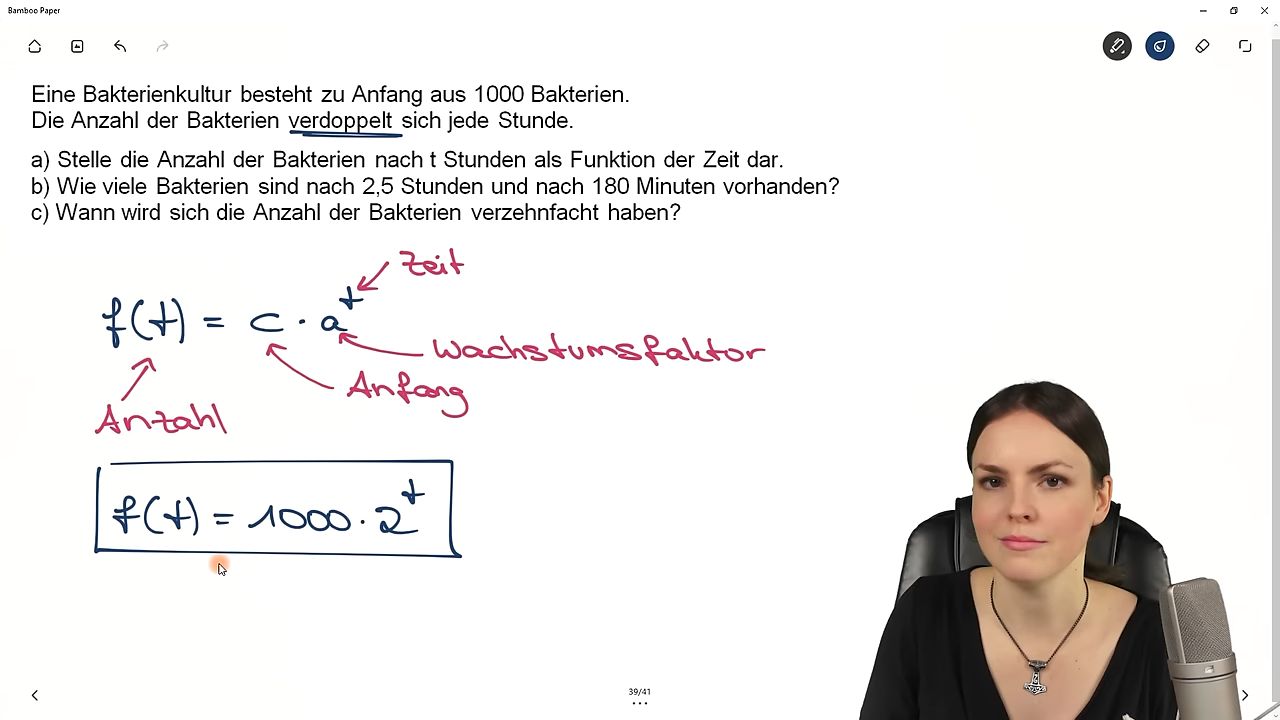 Bamboo Paper
Eine Bakterienkultur besteht zu Anfang aus 1000 Bakterien.
Die Anzahl der Bakterien verdoppelt sich jede Stunde.
a) Stelle die Anzahl der Bakterien nach t Stunden als Funktion der Zeit dar.
b) Wie viele Bakterien sind nach 2,5 Stunden und nach 180 Minuten vorhanden?
c) Wann wird sich die Anzahl der Bakterien verzehnfacht haben?
Zeit
f(t) = c · a^t
Wachstumsfaktor
Anfang
Anzahl
f(t) = 1000 · 2^t
39/41